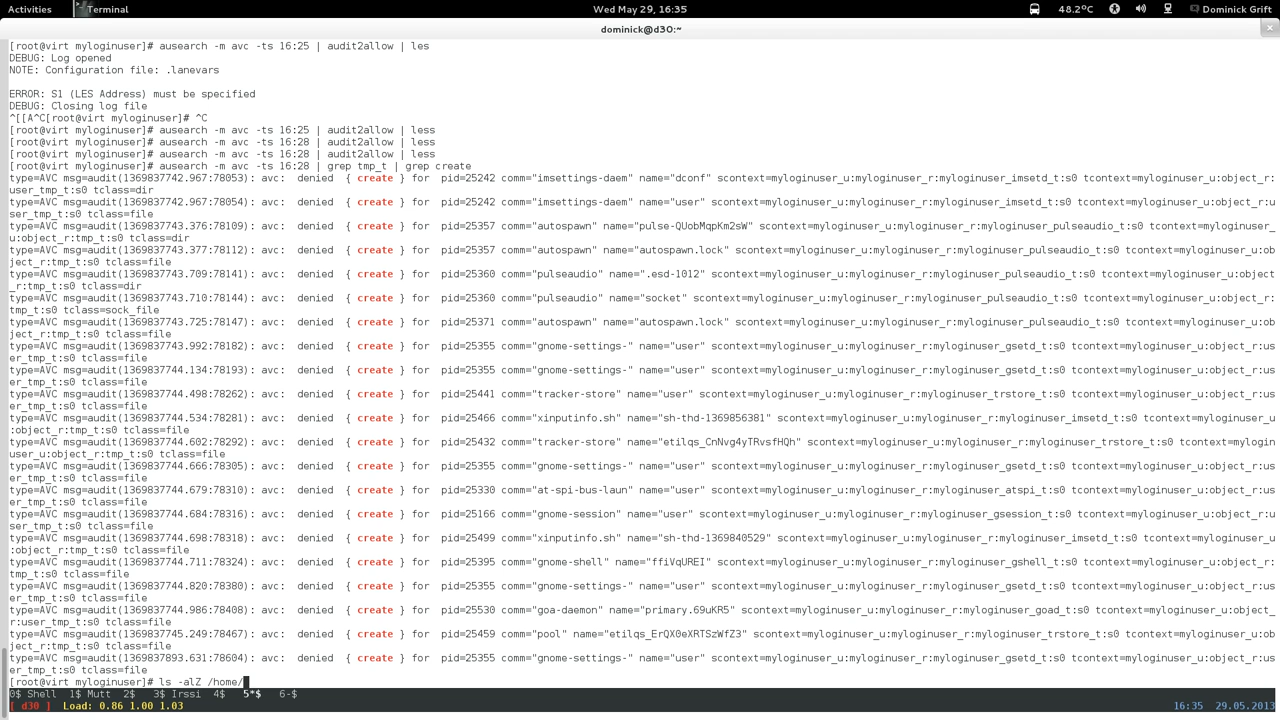 Activities Terminal Wed May 29, 16:35 48.2°C Dominick Grift
dominick@d30:~
[root@virt myloginuser]# ausearch -m avc -ts 16:25 | audit2allow | les
DEBUG: Log opened
NOTE: Configuration file: .lanevars
ERROR: S1 (LES Address) must be specified
DEBUG: Closing log file
^[[A^C[root@virt myloginuser]# ^C
[root@virt myloginuser]# ausearch -m avc -ts 16:25 | audit2allow | less
[root@virt myloginuser]# ausearch -m avc -ts 16:28 | audit2allow | less
[root@virt myloginuser]# ausearch -m avc -ts 16:28 | audit2allow | less
[root@virt myloginuser]# ausearch -m avc -ts 16:28 | grep tmp_t | grep create
type=AVC msg=audit(1369837742.967:78053): avc:  denied  { create } for  pid=25242 comm="imsettings-daem" name="dconf" scontext=myloginuser_u:myloginuser_r:myloginuser_imsetd_t:s0 tcontext=myloginuser_u:object_r:
user_tmp_t:s0 tclass=dir
type=AVC msg=audit(1369837742.967:78054): avc:  denied  { create } for  pid=25242 comm="imsettings-daem" name="user" scontext=myloginuser_u:myloginuser_r:myloginuser_imsetd_t:s0 tcontext=myloginuser_u:object_r:u
ser_tmp_t:s0 tclass=file
type=AVC msg=audit(1369837743.376:78109): avc:  denied  { create } for  pid=25357 comm="autospawn" name="pulse-QUobMqpKm2sW" scontext=myloginuser_u:myloginuser_r:myloginuser_pulseaudio_t:s0 tcontext=myloginuser_
u:object_r:tmp_t:s0 tclass=dir
type=AVC msg=audit(1369837743.377:78112): avc:  denied  { create } for  pid=25357 comm="autospawn" name="autospawn.lock" scontext=myloginuser_u:myloginuser_r:myloginuser_pulseaudio_t:s0 tcontext=myloginuser_u:ob
ject_r:tmp_t:s0 tclass=file
type=AVC msg=audit(1369837743.709:78141): avc:  denied  { create } for  pid=25360 comm="pulseaudio" name=".esd-1012" scontext=myloginuser_u:myloginuser_r:myloginuser_pulseaudio_t:s0 tcontext=myloginuser_u:object
_r:tmp_t:s0 tclass=dir
type=AVC msg=audit(1369837743.710:78144): avc:  denied  { create } for  pid=25360 comm="pulseaudio" name="socket" scontext=myloginuser_u:myloginuser_r:myloginuser_pulseaudio_t:s0 tcontext=myloginuser_u:object_r:
tmp_t:s0 tclass=sock_file
type=AVC msg=audit(1369837743.725:78147): avc:  denied  { create } for  pid=25371 comm="autospawn" name="autospawn.lock" scontext=myloginuser_u:myloginuser_r:myloginuser_pulseaudio_t:s0 tcontext=myloginuser_u:ob
ject_r:tmp_t:s0 tclass=file
type=AVC msg=audit(1369837743.992:78182): avc:  denied  { create } for  pid=25355 comm="gnome-settings-" name="user" scontext=myloginuser_u:myloginuser_r:myloginuser_gsetd_t:s0 tcontext=myloginuser_u:object_r:us
er_tmp_t:s0 tclass=file
type=AVC msg=audit(1369837744.134:78193): avc:  denied  { create } for  pid=25355 comm="gnome-settings-" name="user" scontext=myloginuser_u:myloginuser_r:myloginuser_gsetd_t:s0 tcontext=myloginuser_u:object_r:us
er_tmp_t:s0 tclass=file
type=AVC msg=audit(1369837744.498:78262): avc:  denied  { create } for  pid=25441 comm="tracker-store" name="user" scontext=myloginuser_u:myloginuser_r:myloginuser_trstore_t:s0 tcontext=myloginuser_u:object_r:us
er_tmp_t:s0 tclass=file
type=AVC msg=audit(1369837744.534:78281): avc:  denied  { create } for  pid=25466 comm="xinputinfo.sh" name="sh-thd-1369856381" scontext=myloginuser_u:myloginuser_r:myloginuser_imsetd_t:s0 tcontext=myloginuser_u
:object_r:tmp_t:s0 tclass=file
type=AVC msg=audit(1369837744.602:78292): avc:  denied  { create } for  pid=25432 comm="tracker-store" name="etilqs_CnNvg4yTRvsfHQh" scontext=myloginuser_u:myloginuser_r:myloginuser_trstore_t:s0 tcontext=mylogin
user_u:object_r:tmp_t:s0 tclass=file
type=AVC msg=audit(1369837744.666:78305): avc:  denied  { create } for  pid=25355 comm="gnome-settings-" name="user" scontext=myloginuser_u:myloginuser_r:myloginuser_gsetd_t:s0 tcontext=myloginuser_u:object_r:us
er_tmp_t:s0 tclass=file
type=AVC msg=audit(1369837744.679:78310): avc:  denied  { create } for  pid=25330 comm="at-spi-bus-laun" name="user" scontext=myloginuser_u:myloginuser_r:myloginuser_atspi_t:s0 tcontext=myloginuser_u:object_r:us
er_tmp_t:s0 tclass=file
type=AVC msg=audit(1369837744.684:78316): avc:  denied  { create } for  pid=25166 comm="gnome-session" name="user" scontext=myloginuser_u:myloginuser_r:myloginuser_gsession_t:s0 tcontext=myloginuser_u:object_r:u
ser_tmp_t:s0 tclass=file
type=AVC msg=audit(1369837744.698:78318): avc:  denied  { create } for  pid=25499 comm="xinputinfo.sh" name="sh-thd-1369840529" scontext=myloginuser_u:myloginuser_r:myloginuser_imsetd_t:s0 tcontext=myloginuser_u
:object_r:tmp_t:s0 tclass=file
type=AVC msg=audit(1369837744.711:78324): avc:  denied  { create } for  pid=25395 comm="gnome-shell" name="ffiVqUREI" scontext=myloginuser_u:myloginuser_r:myloginuser_gshell_t:s0 tcontext=myloginuser_u:object_r:
tmp_t:s0 tclass=file
type=AVC msg=audit(1369837744.820:78380): avc:  denied  { create } for  pid=25355 comm="gnome-settings-" name="user" scontext=myloginuser_u:myloginuser_r:myloginuser_gsetd_t:s0 tcontext=myloginuser_u:object_r:us
er_tmp_t:s0 tclass=file
type=AVC msg=audit(1369837744.986:78408): avc:  denied  { create } for  pid=25530 comm="goa-daemon" name="primary.69uKR5" scontext=myloginuser_u:myloginuser_r:myloginuser_goad_t:s0 tcontext=myloginuser_u:object_
r:user_tmp_t:s0 tclass=file
type=AVC msg=audit(1369837745.249:78467): avc:  denied  { create } for  pid=25459 comm="pool" name="etilqs_ErQX0eXRTSzWfZ3" scontext=myloginuser_u:myloginuser_r:myloginuser_trstore_t:s0 tcontext=myloginuser_u:ob
ject_r:tmp_t:s0 tclass=file
type=AVC msg=audit(1369837893.631:78604): avc:  denied  { create } for  pid=25355 comm="gnome-settings-" name="user" scontext=myloginuser_u:myloginuser_r:myloginuser_gsetd_t:s0 tcontext=myloginuser_u:object_r:us
er_tmp_t:s0 tclass=file
[root@virt myloginuser]# ls -alZ /home/
0$ Shell  1$ Mutt  2$  3$ Irssi  4$  5*$  6-$
[ d30 ]  Load: 0.86 1.00 1.03 16:35  29.05.2013